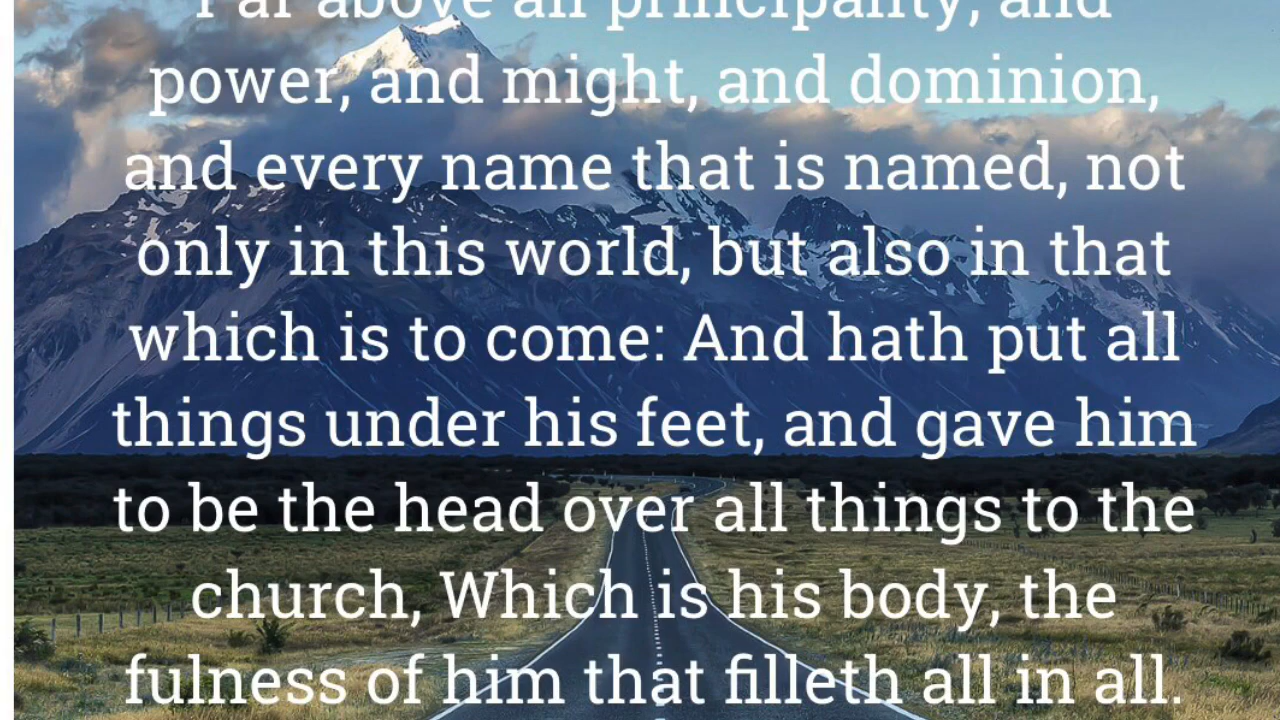 Far above all principality, and
power, and might, and dominion,
and every name that is named, not
only in this world, but also in that
which is to come: And hath put all
things under his feet, and gave him
to be the head over all things to the
church, Which is his body, the
fulness of him that filleth all in all.